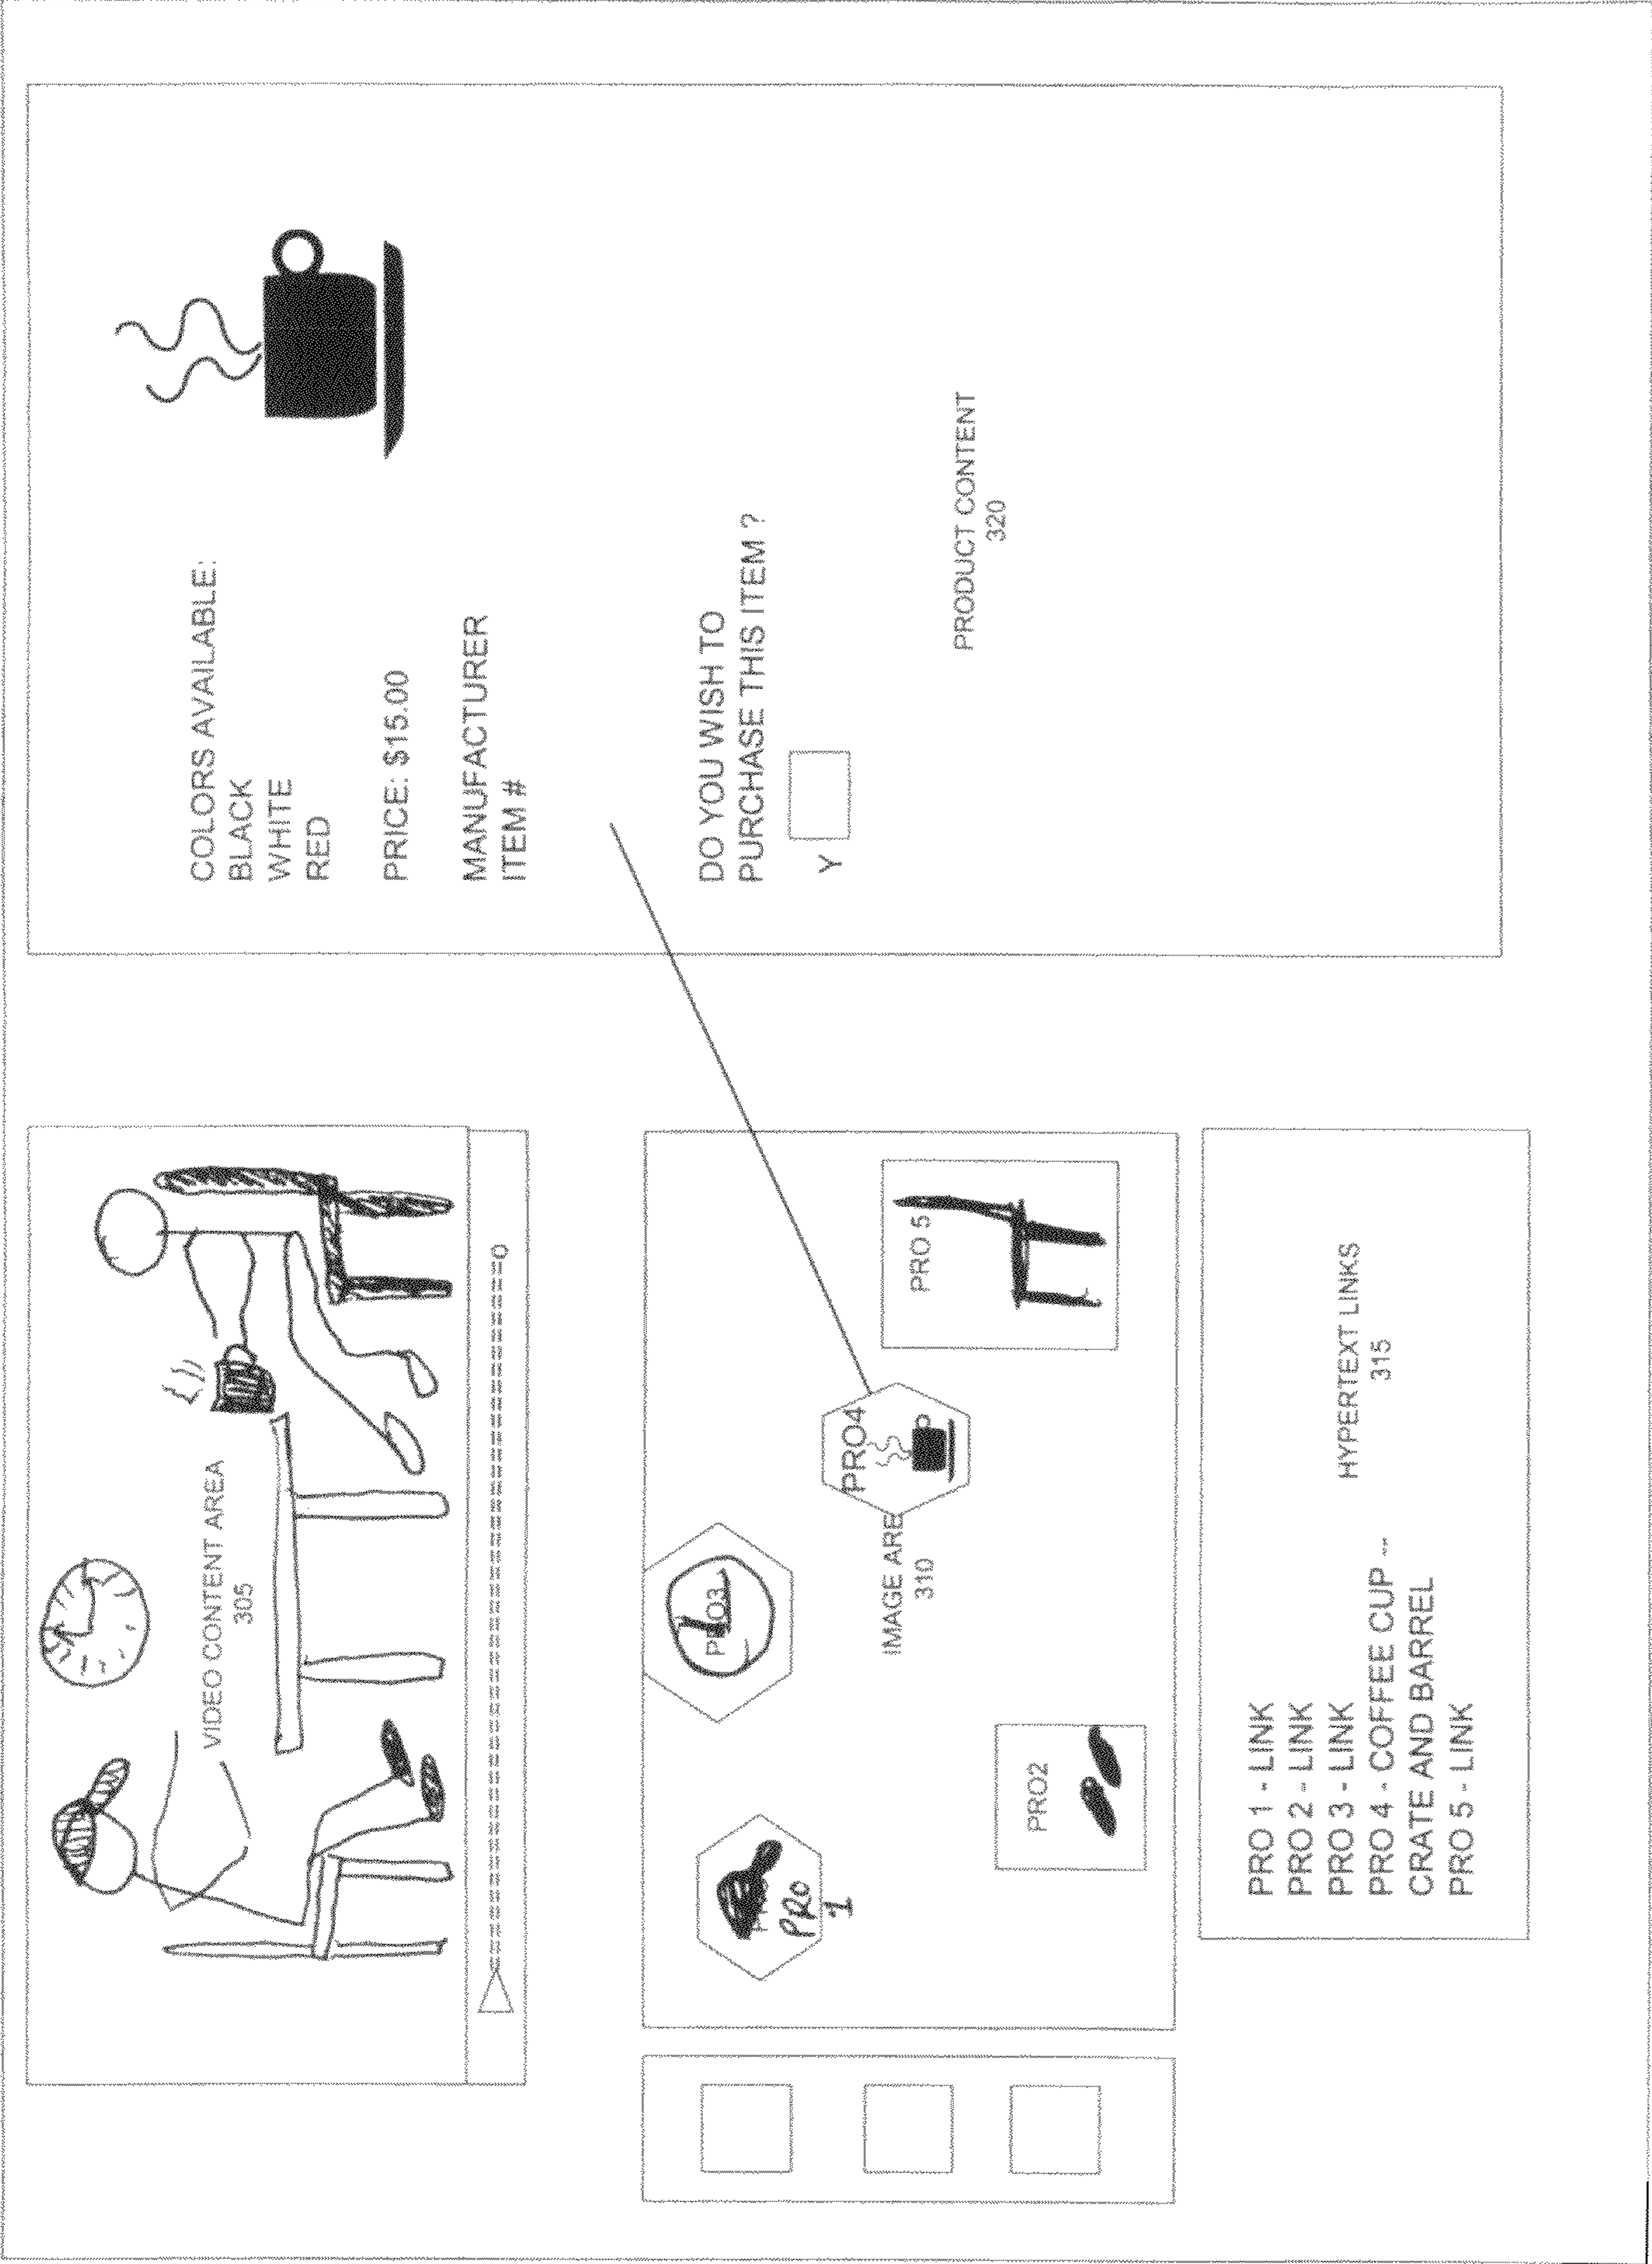 VIDEO CONTENT AREA
305
COLORS AVAILABLE:
BLACK
WHITE
RED
PRICE: $15.00
MANUFACTURER
ITEM #
DO YOU WISH TO
PURCHASE THIS ITEM ?
Y
PRODUCT CONTENT
320
PRO
1
PRO2
PRO3
PRO4
PRO 5
IMAGE ARE
310
PRO 1 - LINK
PRO 2 - LINK
PRO 3 - LINK
PRO 4 - COFFEE CUP --
CRATE AND BARREL
PRO 5 - LINK
HYPERTEXT LINKS
315